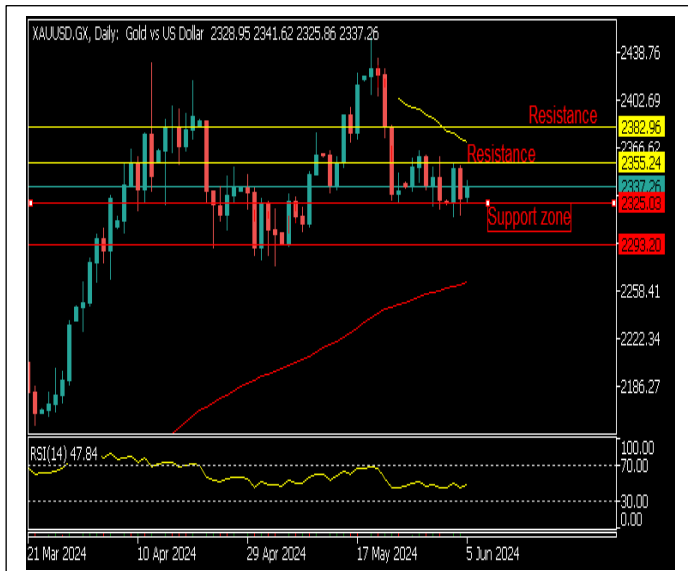 XAUUSD.GX, Daily: Gold vs US Dollar 2328.95 2341.62 2325.86 2337.26
2438.76
2402.69
Resistance
2382.96
2366.62
Resistance
2355.24
2337.26
2325.03
Support zone
2293.20
2258.41
2222.34
2186.27
RSI(14) 47.84
100.00
70.00
30.00
0.00
21 Mar 2024 10 Apr 2024 29 Apr 2024 17 May 2024 5 Jun 2024